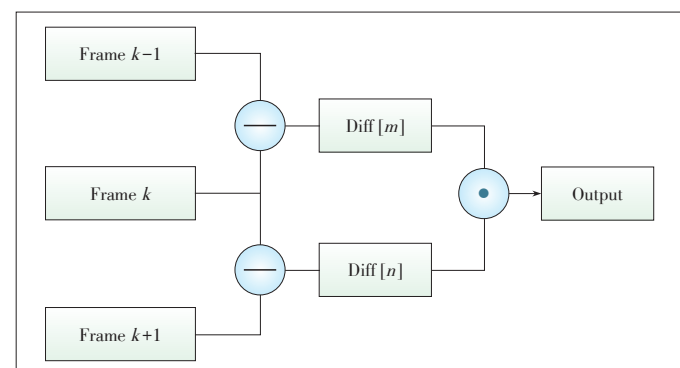 Frame k−1
Diff [m]
Frame k
Output
Diff [n]
Frame k+1